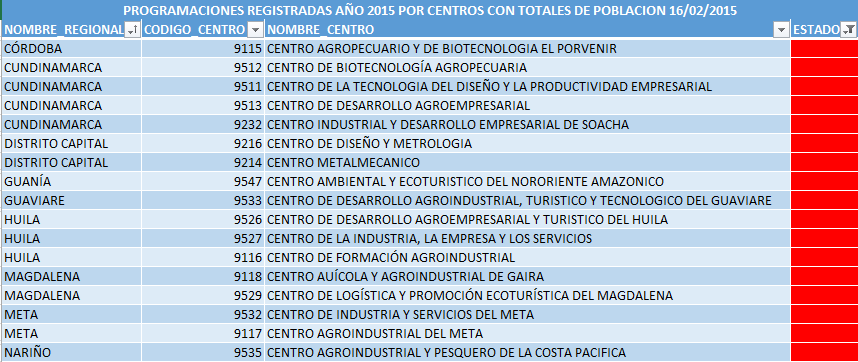 PROGRAMACIONES REGISTRADAS AÑO 2015 POR CENTROS CON TOTALES DE POBLACION 16/02/2015
NOMBRE_REGIONAL CODIGO_CENTRO NOMBRE_CENTRO ESTADO
CÓRDOBA 9115 CENTRO AGROPECUARIO Y DE BIOTECNOLOGIA EL PORVENIR
CUNDINAMARCA 9512 CENTRO DE BIOTECNOLOGÍA AGROPECUARIA
CUNDINAMARCA 9511 CENTRO DE LA TECNOLOGIA DEL DISEÑO Y LA PRODUCTIVIDAD EMPRESARIAL
CUNDINAMARCA 9513 CENTRO DE DESARROLLO AGROEMPRESARIAL
CUNDINAMARCA 9232 CENTRO INDUSTRIAL Y DESARROLLO EMPRESARIAL DE SOACHA
DISTRITO CAPITAL 9216 CENTRO DE DISEÑO Y METROLOGIA
DISTRITO CAPITAL 9214 CENTRO METALMECANICO
GUANÍA 9547 CENTRO AMBIENTAL Y ECOTURISTICO DEL NORORIENTE AMAZONICO
GUAVIARE 9533 CENTRO DE DESARROLLO AGROINDUSTRIAL, TURISTICO Y TECNOLOGICO DEL GUAVIARE
HUILA 9526 CENTRO DE DESARROLLO AGROEMPRESARIAL Y TURISTICO DEL HUILA
HUILA 9527 CENTRO DE LA INDUSTRIA, LA EMPRESA Y LOS SERVICIOS
HUILA 9116 CENTRO DE FORMACIÓN AGROINDUSTRIAL
MAGDALENA 9118 CENTRO AUÍCOLA Y AGROINDUSTRIAL DE GAIRA
MAGDALENA 9529 CENTRO DE LOGÍSTICA Y PROMOCIÓN ECOTURÍSTICA DEL MAGDALENA
META 9532 CENTRO DE INDUSTRIA Y SERVICIOS DEL META
META 9117 CENTRO AGROINDUSTRIAL DEL META
NARIÑO 9535 CENTRO AGROINDUSTRIAL Y PESQUERO DE LA COSTA PACIFICA